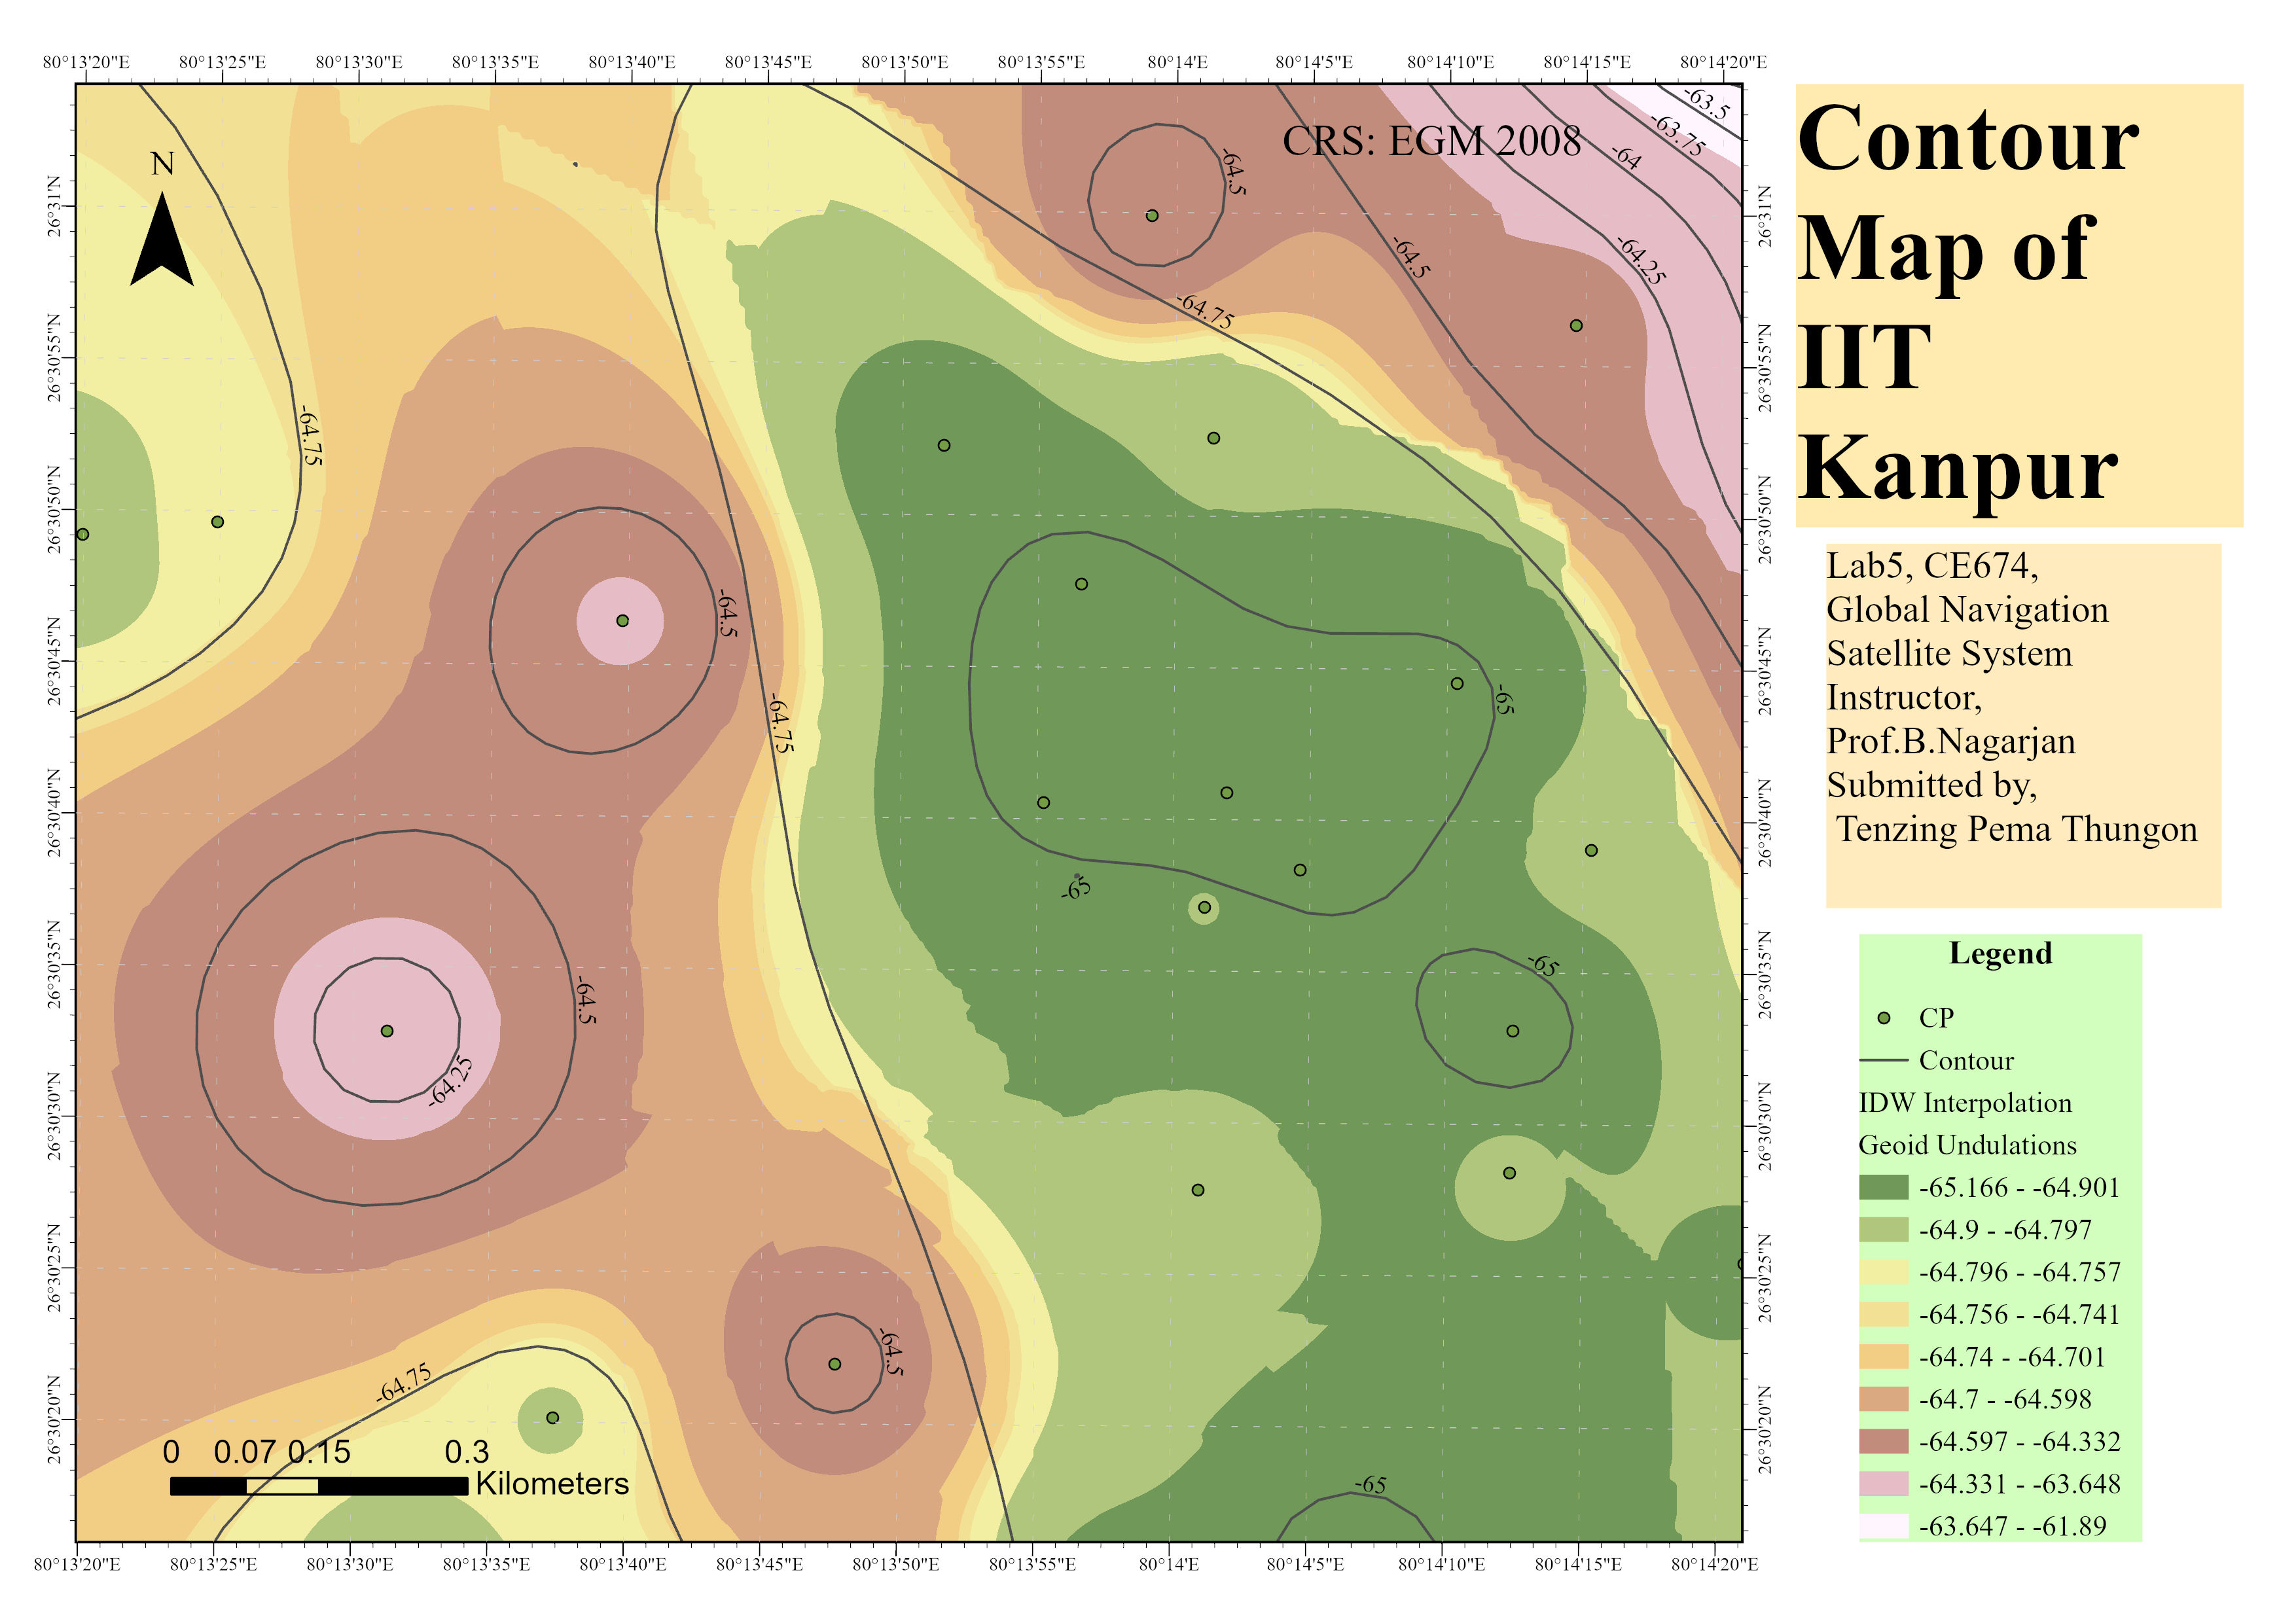 80°13'20"E 80°13'25"E 80°13'30"E 80°13'35"E 80°13'40"E 80°13'45"E 80°13'50"E 80°13'55"E 80°14'E 80°14'5"E 80°14'10"E 80°14'15"E 80°14'20"E
Contour
Map of
IIT
Kanpur
Lab5, CE674,
Global Navigation
Satellite System
Instructor,
Prof.B.Nagarjan
Submitted by,
Tenzing Pema Thungon
Legend
CP
Contour
IDW Interpolation
Geoid Undulations
-65.166 - -64.901
-64.9 - -64.797
-64.796 - -64.757
-64.756 - -64.741
-64.74 - -64.701
-64.7 - -64.598
-64.597 - -64.332
-64.331 - -63.648
-63.647 - -61.89
N
CRS: EGM 2008
-63.5
-63.75
-64
-64.25
-64.5
-64.5
-64.75
-64.75
-64.5
-64.75
-65
-65
-65
-64.5
-64.25
-64.5
-64.75
-65
0 0.07 0.15 0.3
Kilometers
26°31'N
26°30'55"N
26°30'50"N
26°30'45"N
26°30'40"N
26°30'35"N
26°30'30"N
26°30'25"N
26°30'20"N
26°31'N
26°30'55"N
26°30'50"N
26°30'45"N
26°30'40"N
26°30'35"N
26°30'30"N
26°30'25"N
26°30'20"N
80°13'20"E 80°13'25"E 80°13'30"E 80°13'35"E 80°13'40"E 80°13'45"E 80°13'50"E 80°13'55"E 80°14'E 80°14'5"E 80°14'10"E 80°14'15"E 80°14'20"E